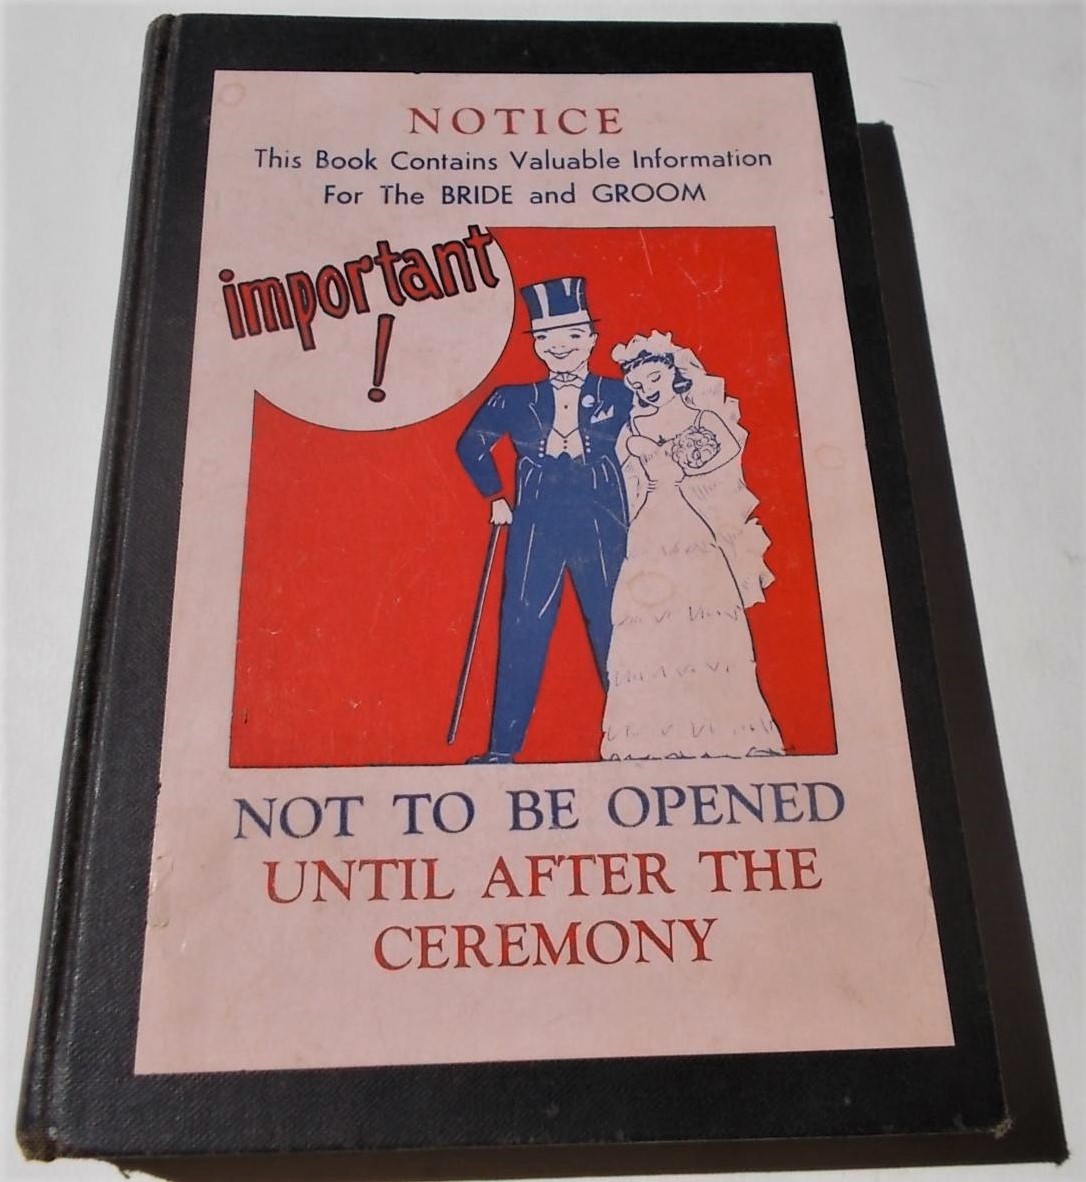 NOTICE
This Book Contains Valuable Information
For The BRIDE and GROOM
important
!
NOT TO BE OPENED
UNTIL AFTER THE
CEREMONY